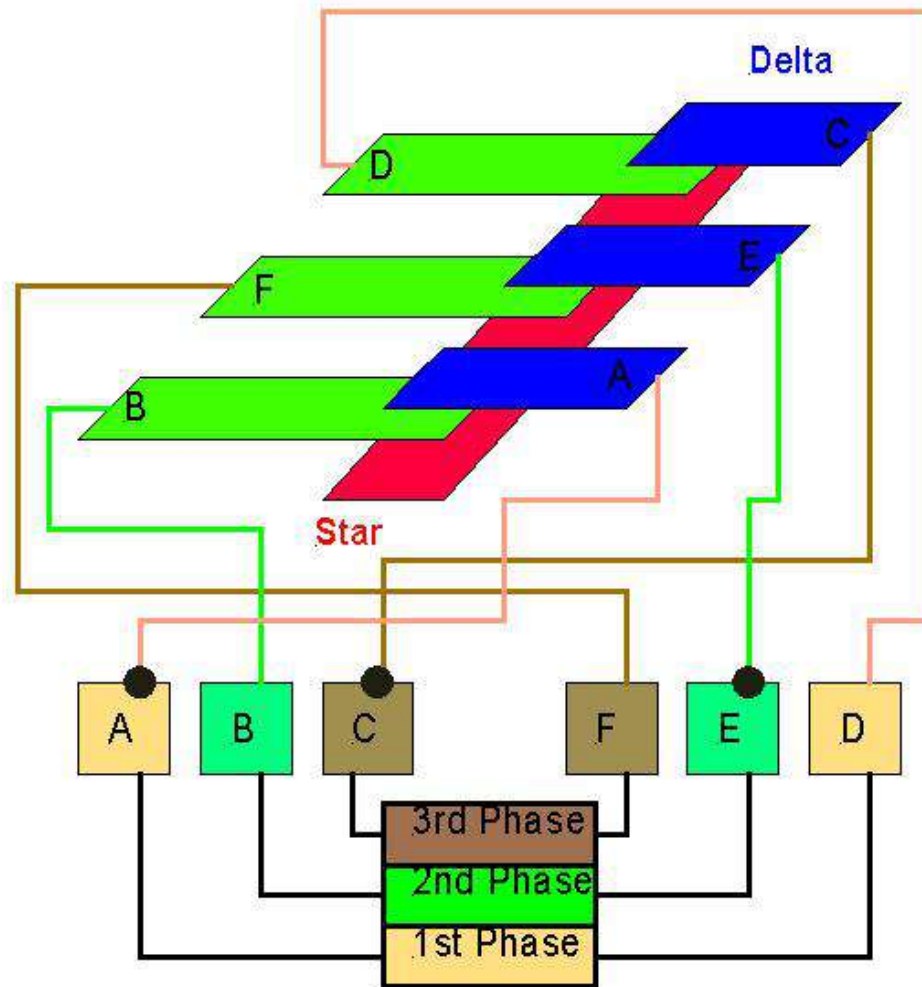 Delta
C
D
E
F
A
B
Star
A B C F E D
3rd Phase
2nd Phase
1st Phase